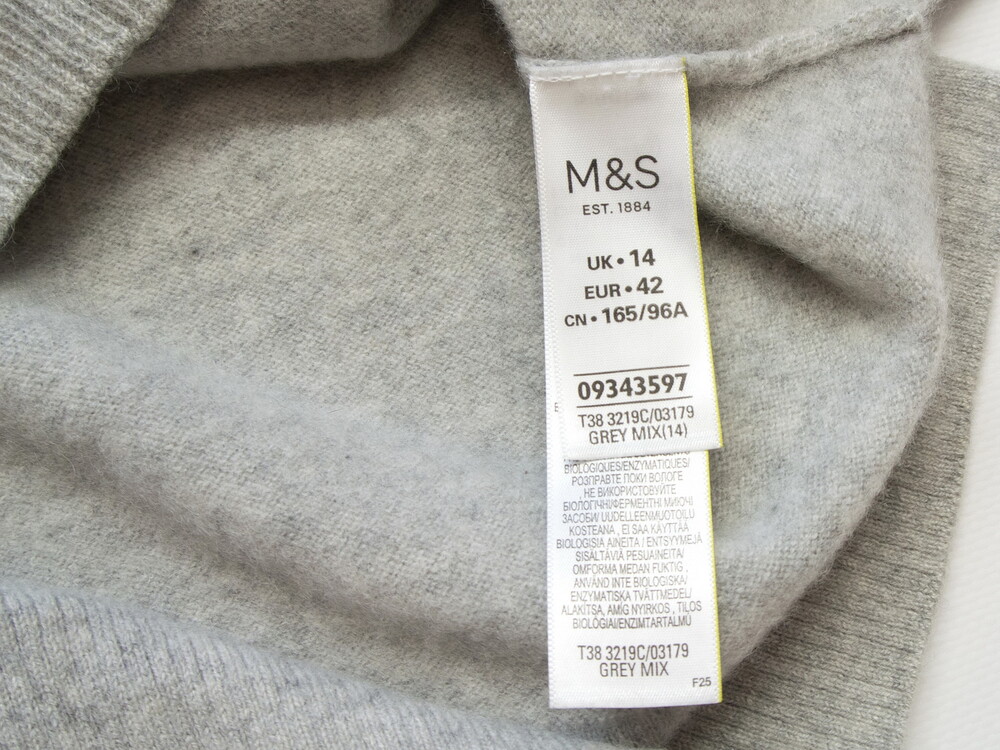 M&S
EST. 1884
UK • 14
EUR • 42
CN • 165/96A
09343597
T38 3219C/03179
GREY MIX(14)
BIOLOGIQUES/ENZYMATIQUES/
РОЗПРАВТЕ ПОКИ ВОЛОГЕ
, НЕ ВИКОРИСТОВУЙТЕ
БІОЛОГІЧНІ/ФЕРМЕНТНІ МИЮЧІ
ЗАСОБИ/ UUDELLEENMUOTOILU
KOSTEANA , EI SAA KÄYTTÄÄ
BIOLOGISIA AINEITA / ENTSYYMEJÄ
SISÄLTÄVIÄ PESUAINEITA/
OMFORMA MEDAN FUKTIG ,
ANVÄND INTE BIOLOGISKA/
ENZYMATISKA TVÄTTMEDEL/
ALAKÍTSA, AMÍG NYIRKOS , TILOS
BIOLÓGIAI/ENZIMTARTALMÚ
T38 3219C/03179
GREY MIX
F25